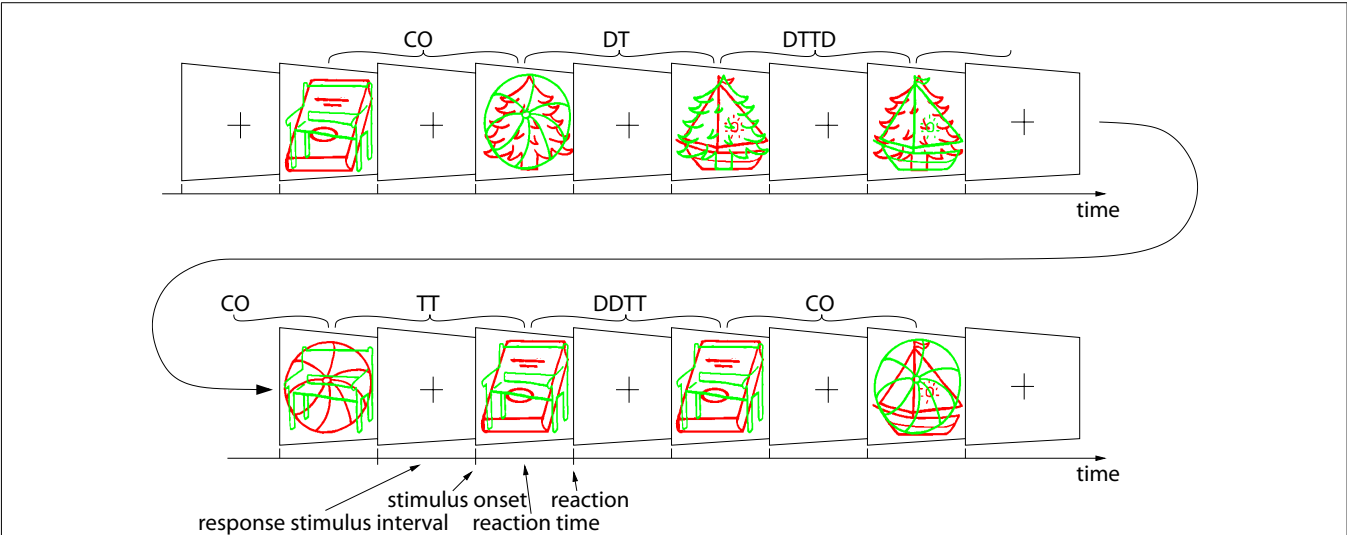 CO DT DTTD
time
CO TT DDTT CO
time
stimulus onset reaction
response stimulus interval reaction time